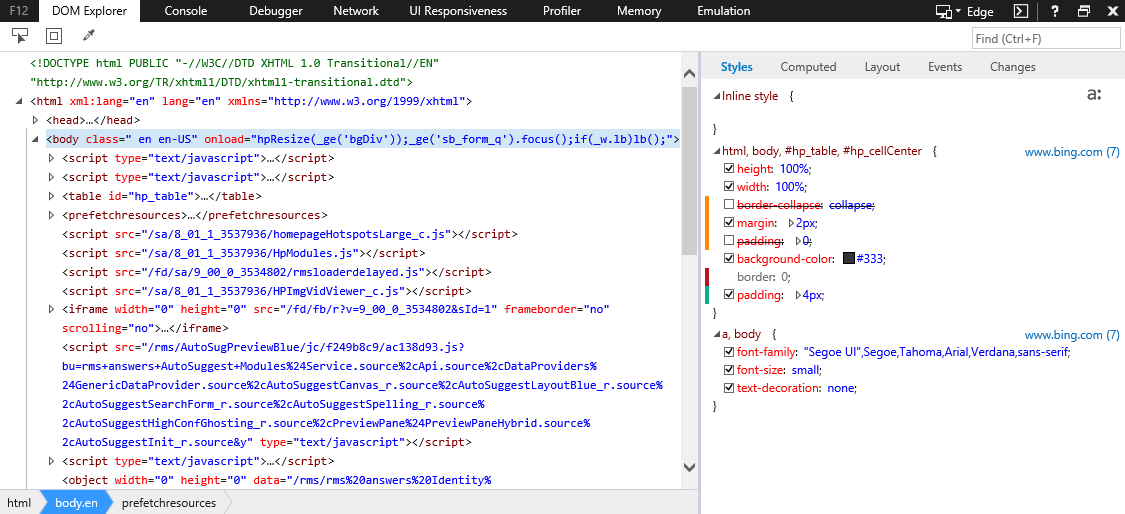 F12 DOM Explorer Console Debugger Network UI Responsiveness Profiler Memory Emulation Edge ?
Find (Ctrl+F)
<!DOCTYPE html PUBLIC "-//W3C//DTD XHTML 1.0 Transitional//EN"
"http://www.w3.org/TR/xhtml1/DTD/xhtml1-transitional.dtd">
<html xml:lang="en" lang="en" xmlns="http://www.w3.org/1999/xhtml">
<head>…</head>
<body class=" en en-US" onload="hpResize(_ge('bgDiv'));_ge('sb_form_q').focus();if(_w.lb)lb();">
<script type="text/javascript">…</script>
<script type="text/javascript">…</script>
<table id="hp_table">…</table>
<prefetchresources>…</prefetchresources>
<script src="/sa/8_01_1_3537936/homepageHotspotsLarge_c.js"></script>
<script src="/sa/8_01_1_3537936/HpModules.js"></script>
<script src="/fd/sa/9_00_0_3534802/rmsloaderdelayed.js"></script>
<script src="/sa/8_01_1_3537936/HPImgVidViewer_c.js"></script>
<iframe width="0" height="0" src="/fd/fb/r?v=9_00_0_3534802&sId=1" frameborder="no"
scrolling="no">…</iframe>
<script src="/rms/AutoSugPreviewBlue/jc/f249b8c9/ac138d93.js?
bu=rms+answers+AutoSuggest+Modules%24Service.source%2cApi.source%2cDataProviders%
24GenericDataProvider.source%2cAutoSuggestCanvas_r.source%2cAutoSuggestLayoutBlue_r.source%
2cAutoSuggestSearchForm_r.source%2cAutoSuggestSpelling_r.source%
2cAutoSuggestHighConfGhosting_r.source%2cPreviewPane%24PreviewPaneHybrid.source%
2cAutoSuggestInit_r.source&y" type="text/javascript"></script>
<script type="text/javascript">…</script>
<object width="0" height="0" data="/rms/rms%20answers%20Identity%
html body.en prefetchresources
Styles Computed Layout Events Changes
Inline style { a:
}
html, body, #hp_table, #hp_cellCenter { www.bing.com (7)
height: 100%;
width: 100%;
border-collapse: collapse;
margin: 2px;
padding: 0;
background-color: #333;
border: 0;
padding: 4px;
}
a, body { www.bing.com (7)
font-family: "Segoe UI",Segoe,Tahoma,Arial,Verdana,sans-serif;
font-size: small;
text-decoration: none;
}